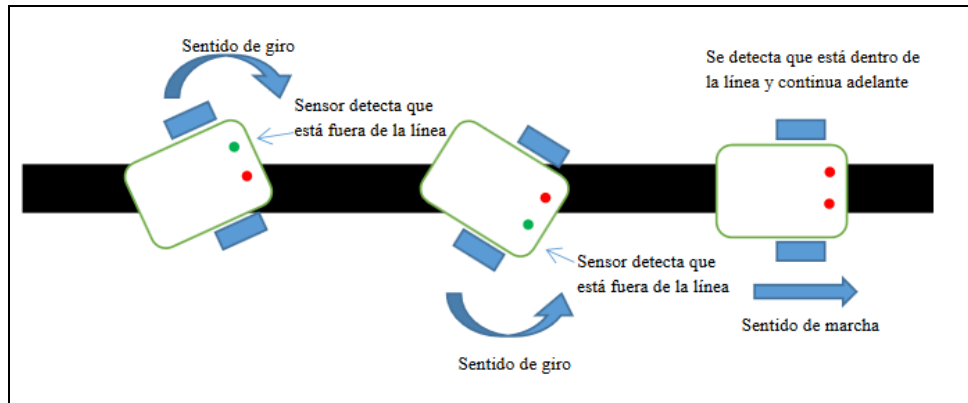 Sentido de giro
Sensor detecta que
está fuera de la línea
Sensor detecta que
está fuera de la línea
Sentido de giro
Se detecta que está dentro de
la línea y continua adelante
Sentido de marcha